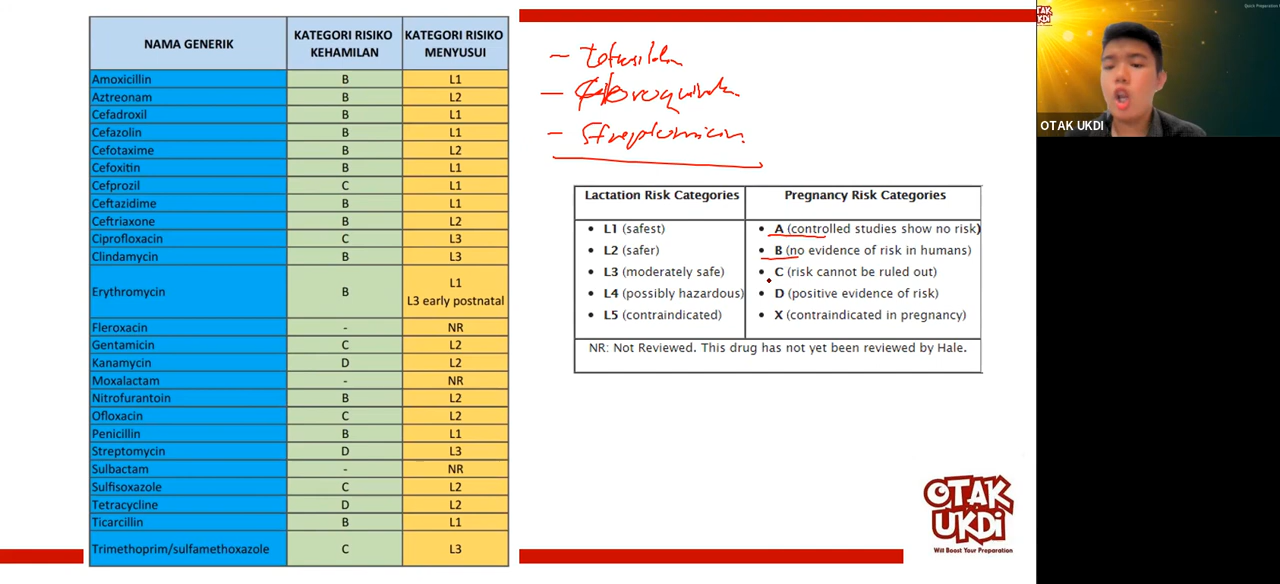 NAMA GENERIK KATEGORI RISIKO KEHAMILAN KATEGORI RISIKO MENYUSUI
Amoxicillin B L1
Aztreonam B L2
Cefadroxil B L1
Cefazolin B L1
Cefotaxime B L2
Cefoxitin B L1
Cefprozil C L1
Ceftazidime B L1
Ceftriaxone B L2
Ciprofloxacin C L3
Clindamycin B L3
Erythromycin B L1
L3 early postnatal
Fleroxacin - NR
Gentamicin C L2
Kanamycin D L2
Moxalactam - NR
Nitrofurantoin B L2
Ofloxacin C L2
Penicillin B L1
Streptomycin D L3
Sulbactam - NR
Sulfisoxazole C L2
Tetracycline D L2
Ticarcillin B L1
Trimethoprim/sulfamethoxazole C L3
Lactation Risk Categories Pregnancy Risk Categories
• L1 (safest) • A (controlled studies show no risk)
• L2 (safer) • B (no evidence of risk in humans)
• L3 (moderately safe) • C (risk cannot be ruled out)
• L4 (possibly hazardous) • D (positive evidence of risk)
• L5 (contraindicated) • X (contraindicated in pregnancy)
NR: Not Reviewed. This drug has not yet been reviewed by Hale.
OTAK
UKDI
Will Boost Your Preparation
OTAK
UKDI
OTAK UKDI